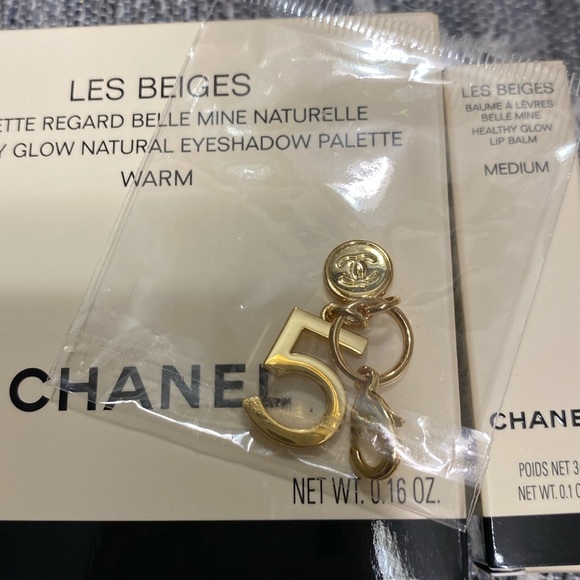 LES BEIGES
ETTE REGARD BELLE MINE NATURELLE
Y GLOW NATURAL EYESHADOW PALETTE
WARM
CHANEL
NET WT. 0.16 OZ.
5
LES BEIGES
BAUME A LÈVRES
BELLE MINE
HEALTHY GLOW
LIP BALM
MEDIUM
CHANE
POIDS NET 3
NET WT. 0.1